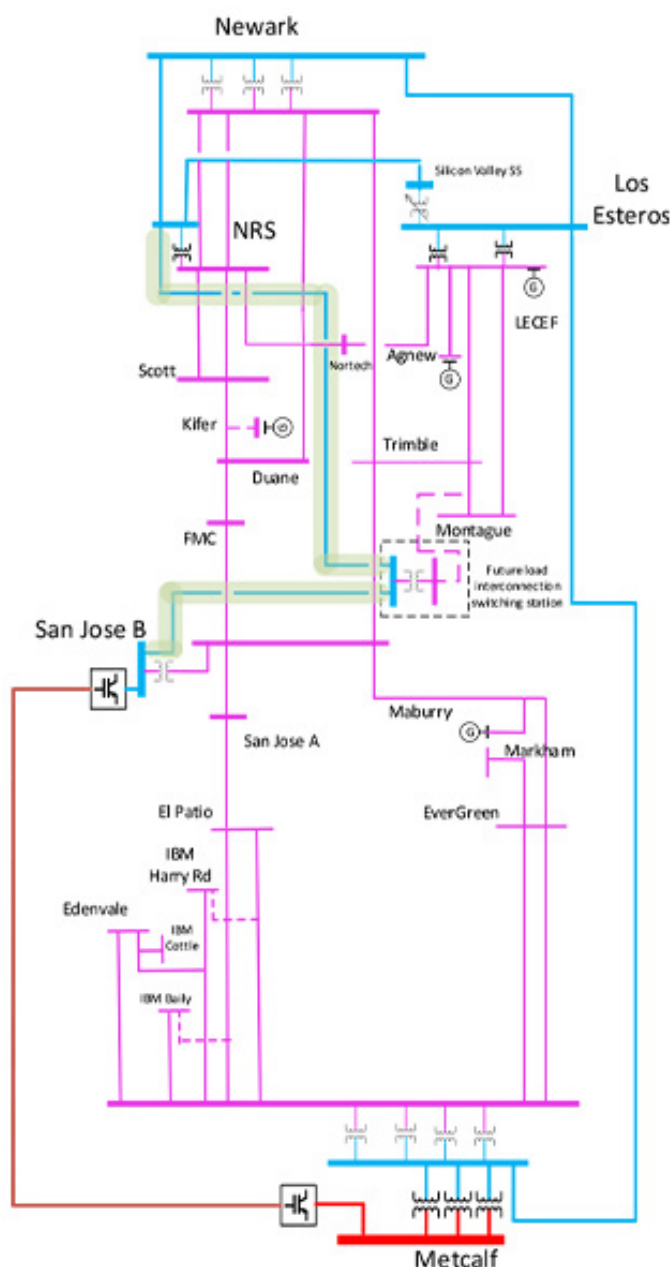 Newark
Silicon Valley SS
Los
Esteros
NRS
G
LECEF
Scott
Nortech
Agnew
G
Kifer
G
Trimble
Duane
Montague
FMC
Future load
interconnection
switching station
San Jose B
Maburry
San Jose A
G
Markham
El Patio
EverGreen
IBM
Harry Rd
Edenvale
IBM
Cottle
IBM Baily
Metcalf